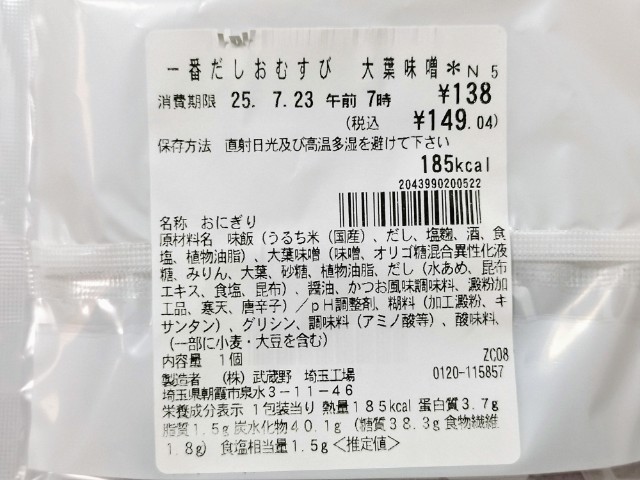 一番だしおむすび 大葉味噌*N5
消費期限 25. 7.23 午前 7時 ¥138
(税込 ¥149.04)
保存方法 直射日光及び高温多湿を避けて下さい
185kcal
2043990200522
名称 おにぎり
原材料名 味飯(うるち米(国産)、だし、塩麹、酒、食
塩、植物油脂)、大葉味噌(味噌、オリゴ糖混合異性化液
糖、みりん、大葉、砂糖、植物油脂、だし(水あめ、昆布
エキス、食塩、昆布)、醤油、かつお風味調味料、澱粉加
工品、寒天、唐辛子)/pH調整剤、糊料(加工澱粉、キ
サンタン)、グリシン、調味料(アミノ酸等)、酸味料、
(一部に小麦・大豆を含む)
内容量 1個 ZC08
製造者 (株)武蔵野 埼玉工場 0120-115857
埼玉県朝霞市泉水3-11-46
栄養成分表示 1包装当り 熱量185kcal 蛋白質3.7g
脂質1.5g 炭水化物40.1g (糖質38.3g 食物繊維
1.8g) 食塩相当量1.5g<推定値>